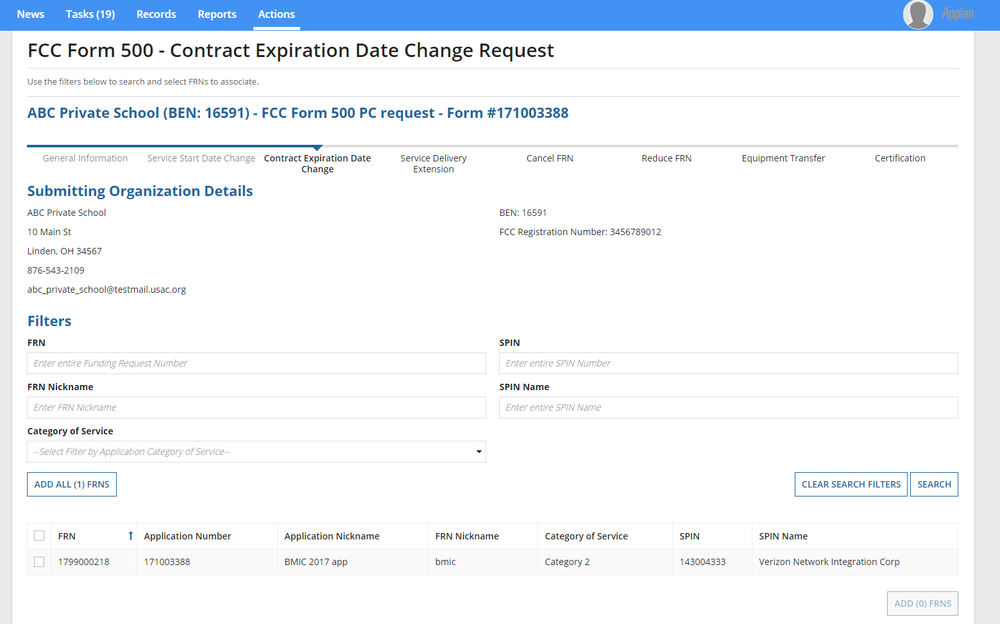 News Tasks (19) Records Reports Actions Appian
FCC Form 500 - Contract Expiration Date Change Request
Use the filters below to search and select FRNs to associate.
ABC Private School (BEN: 16591) - FCC Form 500 PC request - Form #171003388
General Information Service Start Date Change Contract Expiration Date Service Delivery Cancel FRN Reduce FRN Equipment Transfer Certification
Change Extension
Submitting Organization Details
ABC Private School BEN: 16591
10 Main St FCC Registration Number: 3456789012
Linden, OH 34567
876-543-2109
abc_private_school@testmail.usac.org
Filters
FRN SPIN
Enter entire Funding Request Number Enter entire SPIN Number
FRN Nickname SPIN Name
Enter FRN Nickname Enter entire SPIN Name
Category of Service
--Select Filter by Application Category of Service--
ADD ALL (1) FRNS CLEAR SEARCH FILTERS SEARCH
FRN ↑ Application Number Application Nickname FRN Nickname Category of Service SPIN SPIN Name
1799000218 171003388 BMIC 2017 app bmic Category 2 143004333 Verizon Network Integration Corp
ADD (0) FRNS